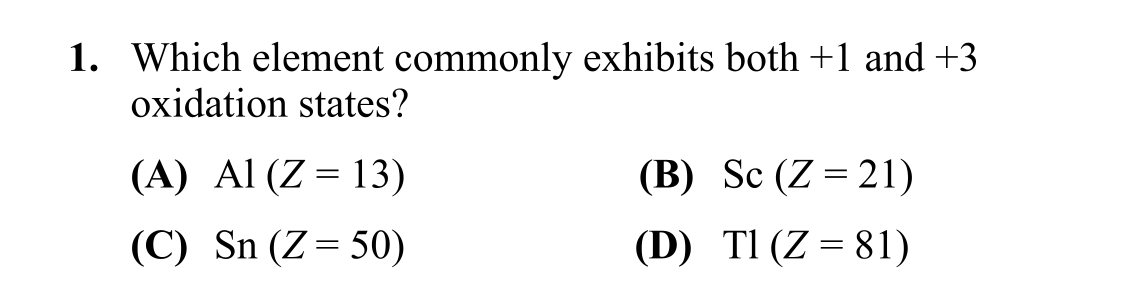 1. Which element commonly exhibits both +1 and +3
oxidation states?
(A) Al (Z = 13) (B) Sc (Z = 21)
(C) Sn (Z = 50) (D) Tl (Z = 81)